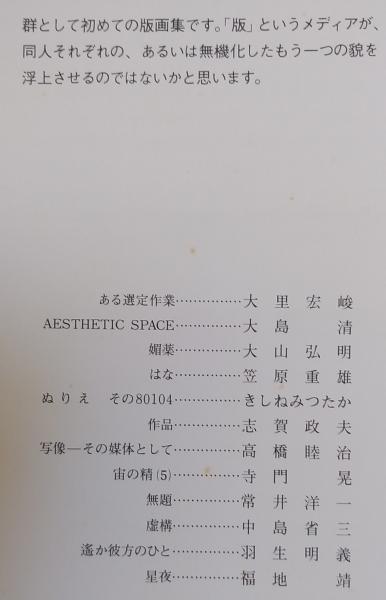 群として初めての版画集です。「版」というメディアが、
同人それぞれの、あるいは無機化したもう一つの貌を
浮上させるのではないかと思います。
ある選定作業……………大里宏峻
AESTHETIC SPACE……………大島清
媚薬……………大山弘明
はな……………笠原重雄
ぬりえ その80104……………きしねみつたか
作品……………志賀政夫
写像―その媒体として……………高橋睦治
宙の精(5)……………寺門晃
無題……………常井洋一
虚構……………中島省三
遙か彼方のひと……………羽生明義
星夜……………福地靖